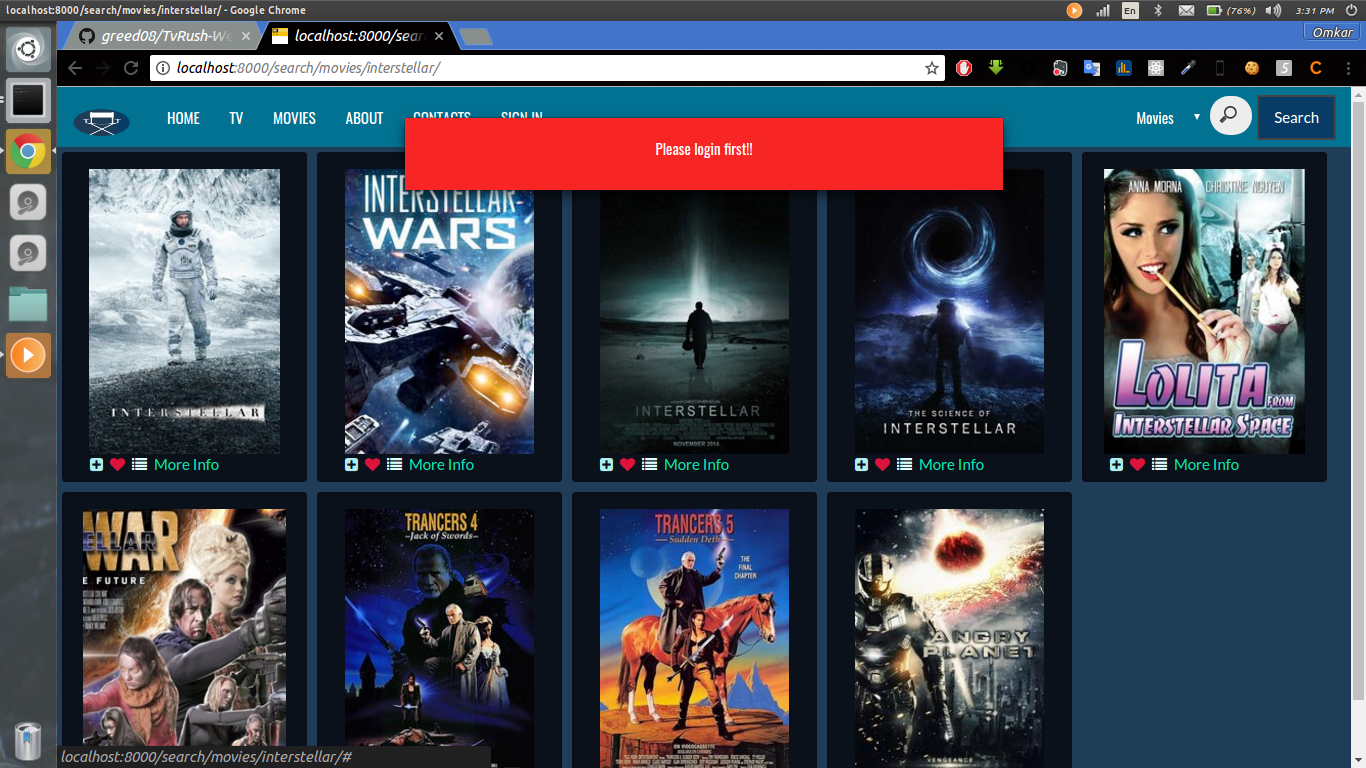 localhost:8000/search/movies/interstellar/ - Google Chrome
En
(76%)
3:31 PM
greed08/TvRush-We
localhost:8000/sear
Omkar
localhost:8000/search/movies/interstellar/
HOME
TV
MOVIES
ABOUT
CONTACTS
SIGN IN
Movies
Search
Please login first!!
INTERSTELLAR
INTERSTELLAR
WARS
INTERSTELLAR
NOVEMBER 2014
THE SCIENCE OF
INTERSTELLAR
ANNA MORNA
CHRISTINE NGUYEN
LOLITA
FROM
INTERSTELLAR SPACE
More Info
More Info
More Info
More Info
More Info
WAR
E FUTURE
TRANCERS 4
-Jack of Swords-
TRANCERS 5
- Sudden Deth -
THE
FINAL
CHAPTER
ON VIDEOCASSETTE
ANGRY
PLANET
VENGEANCE
localhost:8000/search/movies/interstellar/#